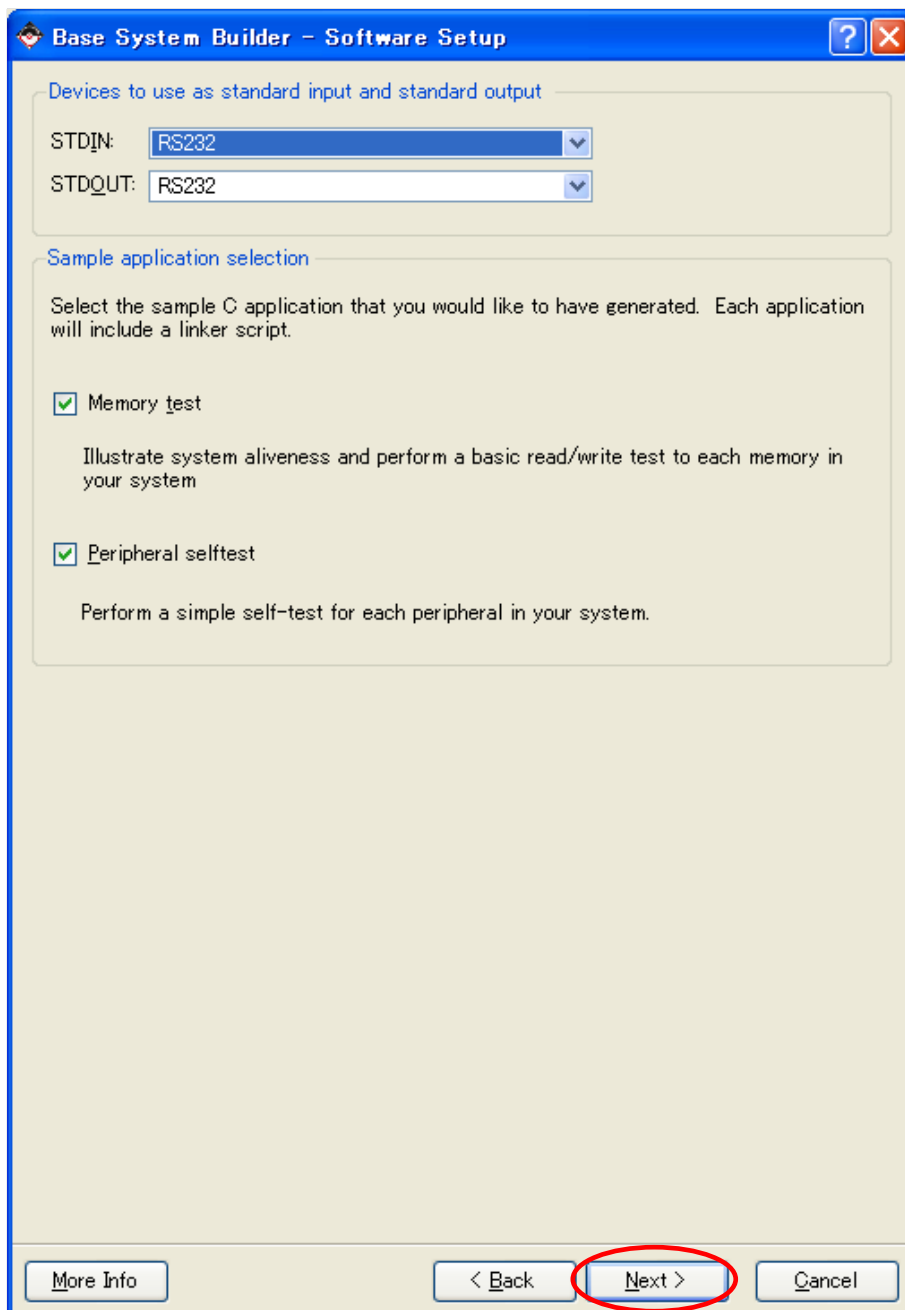 Base System Builder - Software Setup
Devices to use as standard input and standard output
STDIN: RS232
STDOUT: RS232
Sample application selection
Select the sample C application that you would like to have generated. Each application
will include a linker script.
Memory test
Illustrate system aliveness and perform a basic read/write test to each memory in
your system
Peripheral selftest
Perform a simple self-test for each peripheral in your system.
More Info < Back Next > Cancel